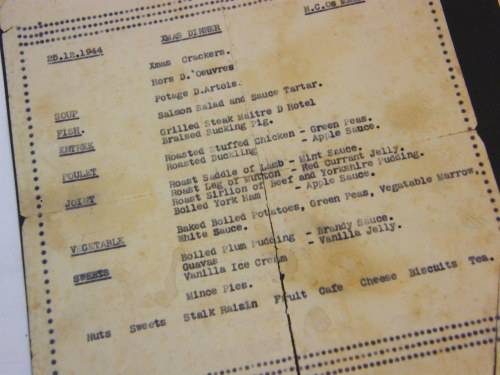 N.C.Os
25.12.1944 XMAS DINNER
Xmas Crackers.
Hors D.'Oeuvres
SOUP Potage D.Artois.
FISH. Salmon Salad and Sauce Tartar.
ENTREE Grilled Steak Maitre D Hotel
Braised Sucking Pig.
POULET Roasted Stuffed Chicken - Green Peas.
Roasted Suckling - Apple Sauce.
JOINT Roast Saddle of Lamb - Mint Sauce.
Roast Leg of Mutton - Red Currant Jelly.
Roast Sirlion of Beef and Yorkshire Pudding.
Boiled York Ham - Apple Sauce.
VEGETABLE Baked Boiled Potatoes, Green Peas, Vegatable Marrow,
White Sauce.
SWEETS Boiled Plum Pudding - Brandy Sauce.
Guavas - Vanilla Jelly.
Vanilla Ice Cream
Mince Pies.
Nuts Sweets Stalk Raisin Fruit Cafe Cheese Biscuits Tea.